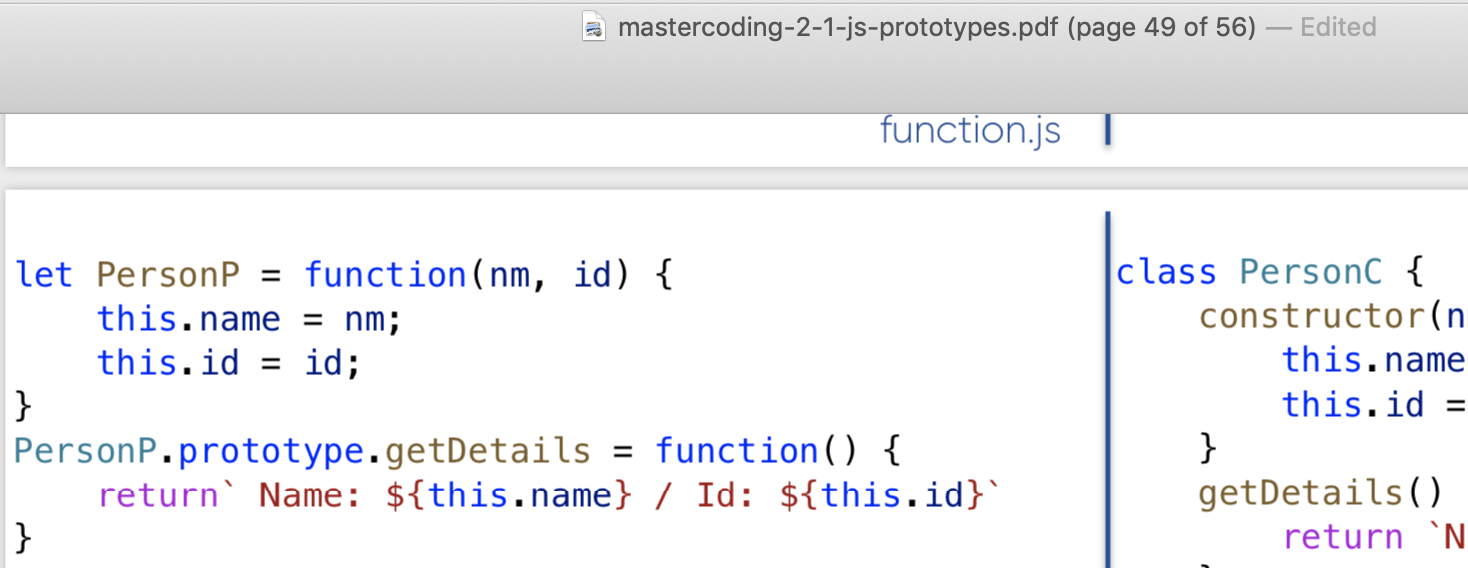 mastercoding-2-1-js-prototypes.pdf (page 49 of 56) — Edited
function.js
let PersonP = function(nm, id) {
    this.name = nm;
    this.id = id;
}
PersonP.prototype.getDetails = function() {
    return` Name: ${this.name} / Id: ${this.id}`
}
class PersonC {
    constructor(n
        this.name
        this.id =
    }
    getDetails()
        return `N